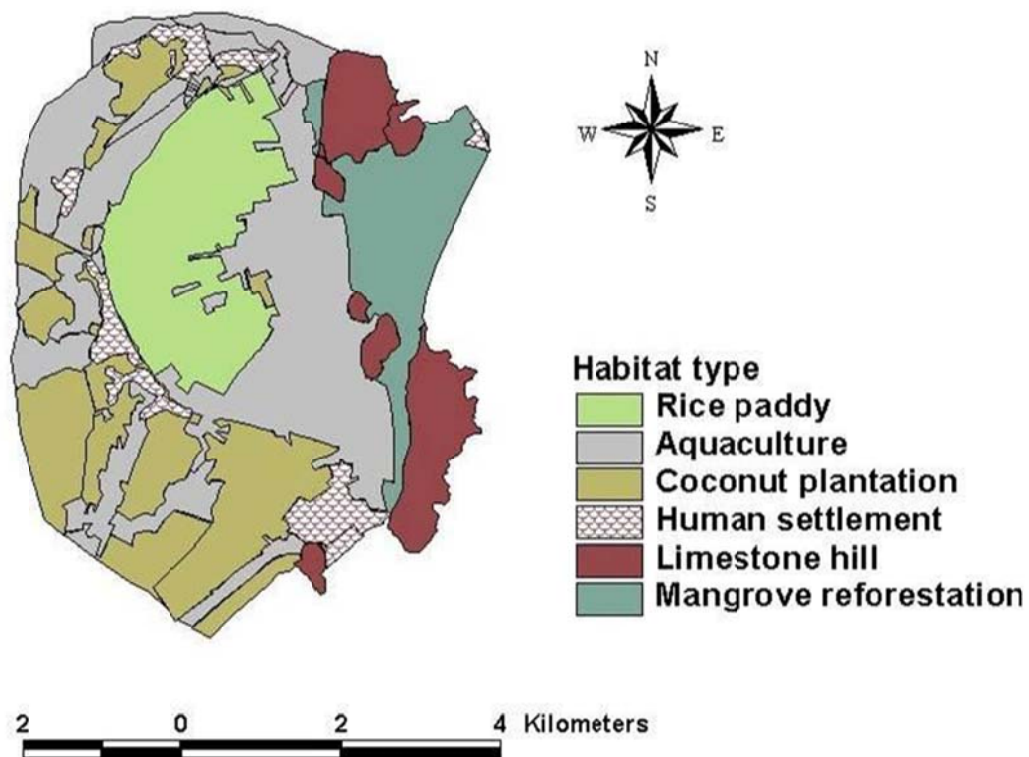 N
W E
S
Habitat type
Rice paddy
Aquaculture
Coconut plantation
Human settlement
Limestone hill
Mangrove reforestation
2 0 2 4 Kilometers